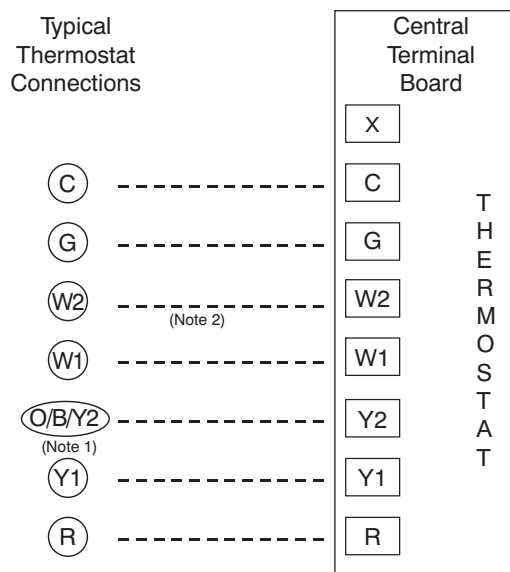 Typical
Thermostat
Connections
Central
Terminal
Board
X
C
C
G
G
W2
(Note 2)
W2
W1
W1
O/B/Y2
(Note 1)
Y2
Y1
Y1
R
R
THERMOSTAT